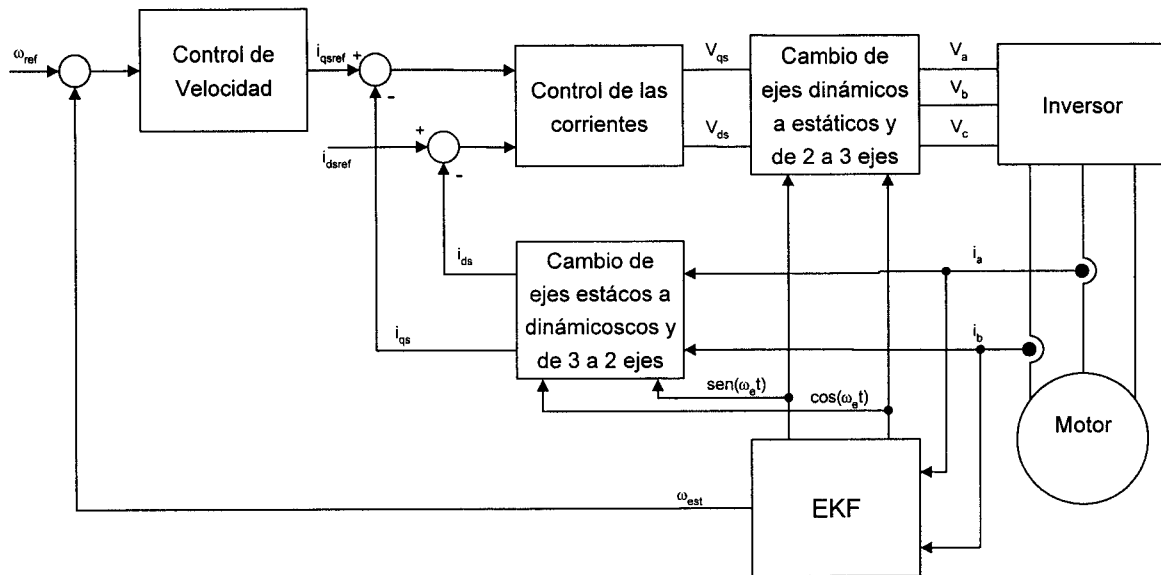 ω_ref
Control de
Velocidad
i_qsref
+
-
i_dsref
+
-
Control de las
corrientes
V_qs
V_ds
Cambio de
ejes dinámicos
a estáticos y
de 2 a 3 ejes
V_a
V_b
V_c
Inversor
i_ds
i_qs
Cambio de
ejes estácos a
dinámicoscos y
de 3 a 2 ejes
i_a
i_b
sen(ω_e t)
cos(ω_e t)
Motor
ω_est
EKF